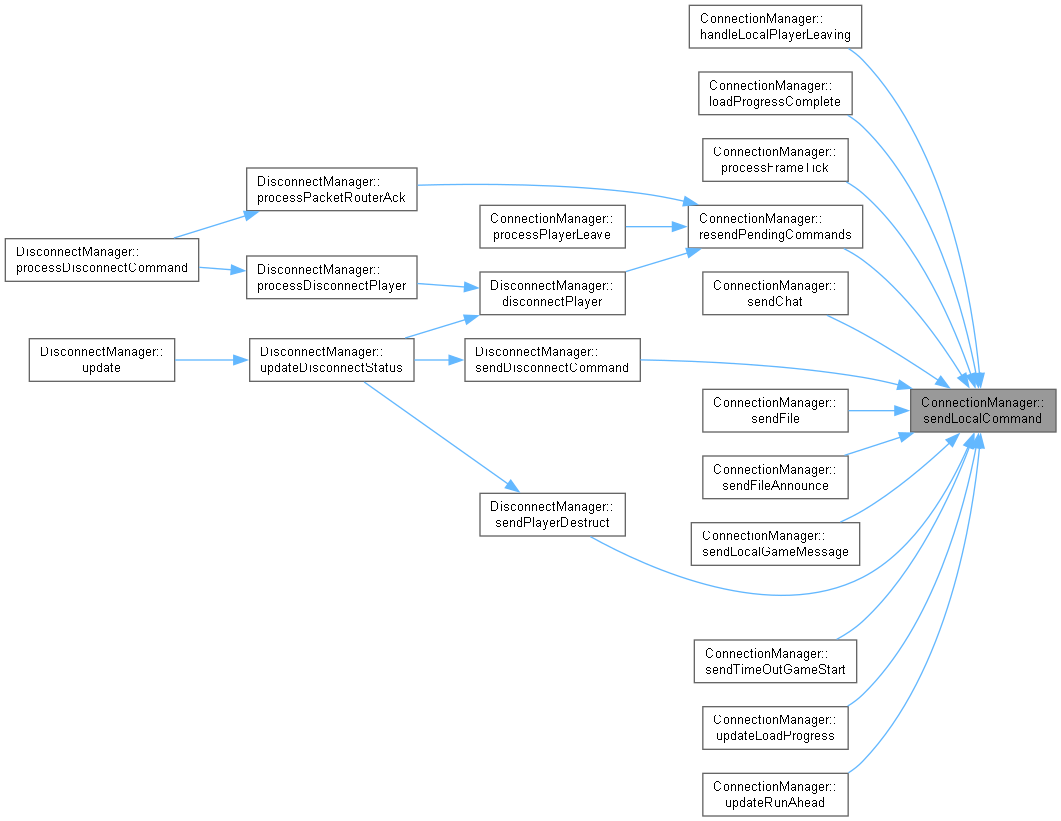 ConnectionManager::
handleLocalPlayerLeaving
ConnectionManager::
loadProgressComplete
ConnectionManager::
processFrameTick
DisconnectManager::
processPacketRouterAck
ConnectionManager::
processPlayerLeave
ConnectionManager::
resendPendingCommands
DisconnectManager::
processDisconnectCommand
DisconnectManager::
processDisconnectPlayer
DisconnectManager::
disconnectPlayer
ConnectionManager::
sendChat
DisconnectManager::
update
DisconnectManager::
updateDisconnectStatus
DisconnectManager::
sendDisconnectCommand
ConnectionManager::
sendFile
ConnectionManager::
sendLocalCommand
ConnectionManager::
sendFileAnnounce
DisconnectManager::
sendPlayerDestruct
ConnectionManager::
sendLocalGameMessage
ConnectionManager::
sendTimeOutGameStart
ConnectionManager::
updateLoadProgress
ConnectionManager::
updateRunAhead